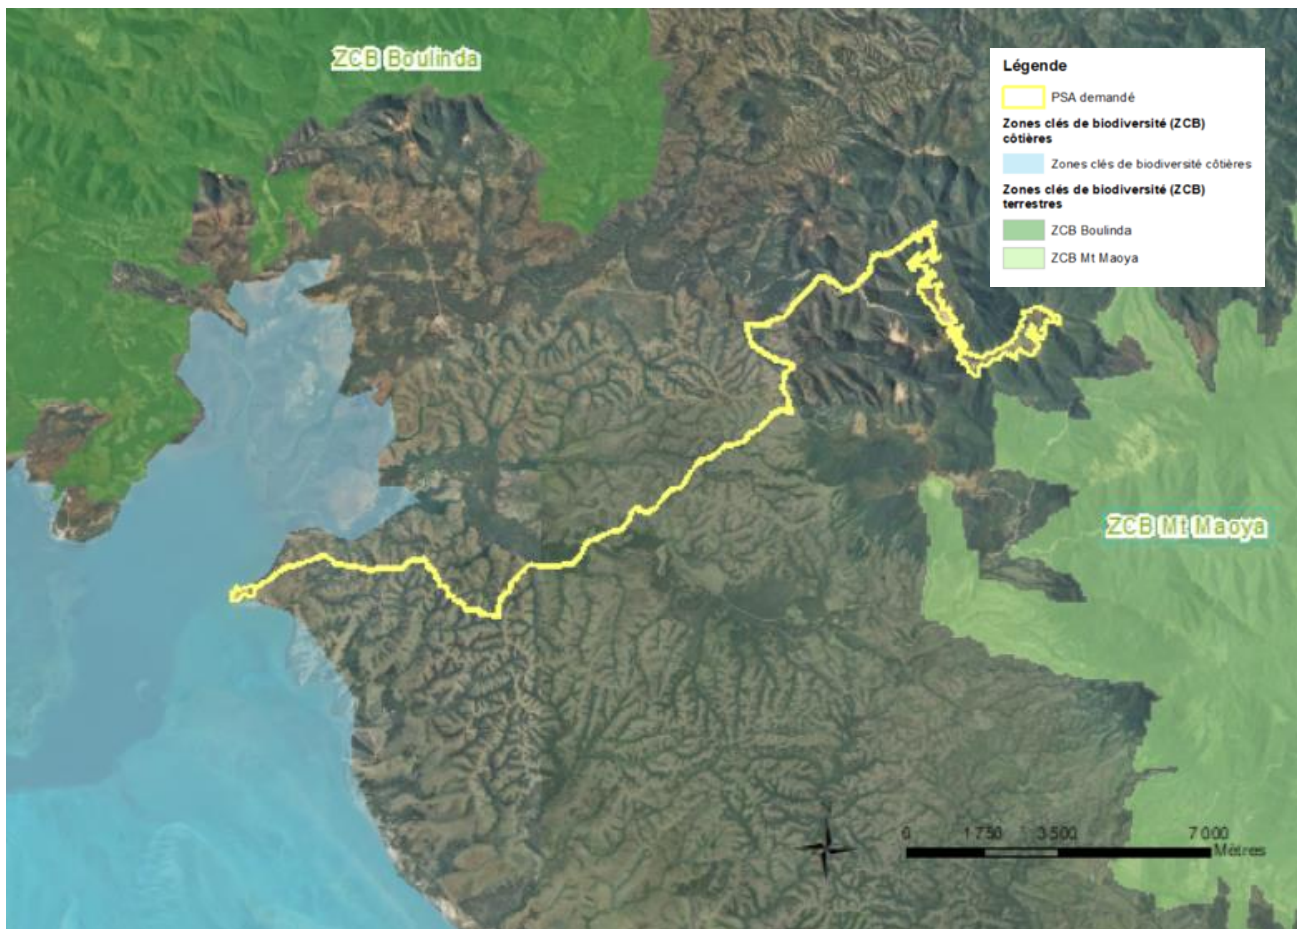 ZCB Boulinda
Légende
PSA demandé
Zones clés de biodiversité (ZCB)
côtières
Zones clés de biodiversité côtières
Zones clés de biodiversité (ZCB)
terrestres
ZCB Boulinda
ZCB Mt Maoya
ZCB Mt Maoya
0 1 750 3 500 7 000
Mètres